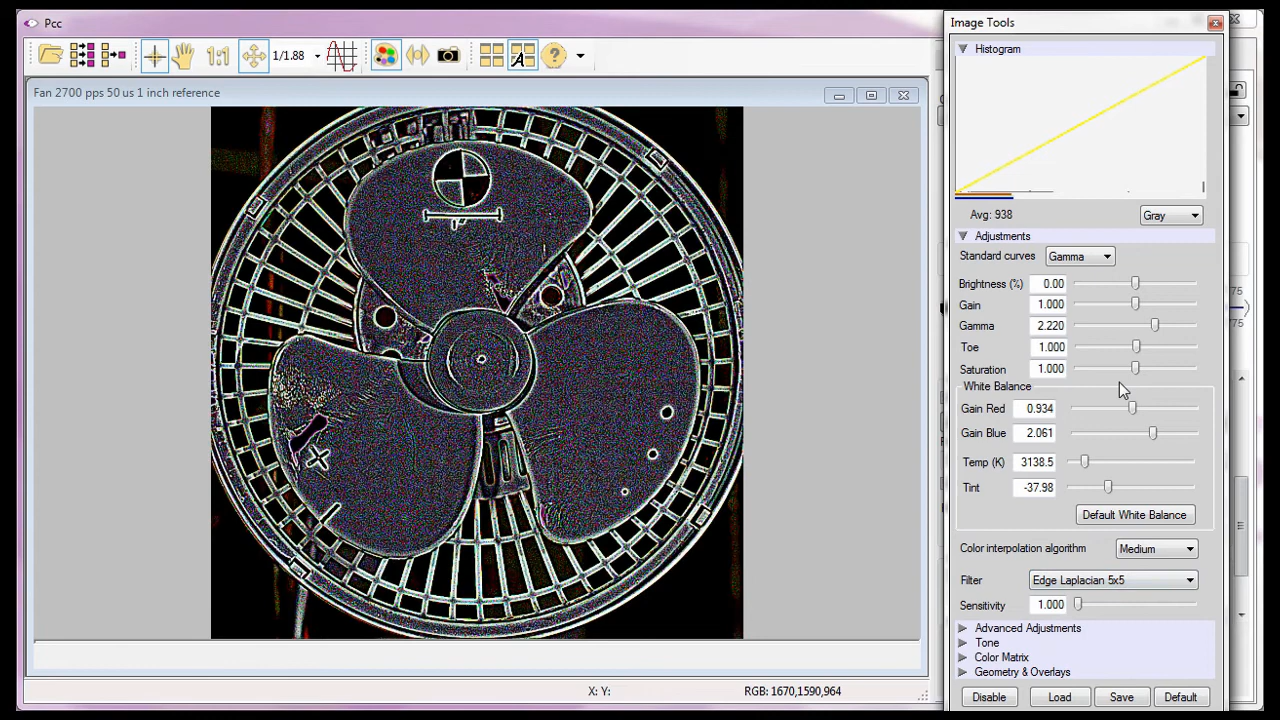 Pcc
1:1
1/1.88
A
?
Fan 2700 pps 50 us 1 inch reference
X: Y:
RGB: 1670,1590,964
Image Tools
Histogram
Avg: 938
Gray
Adjustments
Standard curves
Gamma
Brightness (%)
0.00
Gain
1.000
Gamma
2.220
Toe
1.000
Saturation
1.000
White Balance
Gain Red
0.934
Gain Blue
2.061
Temp (K)
3138.5
Tint
-37.98
Default White Balance
Color interpolation algorithm
Medium
Filter
Edge Laplacian 5x5
Sensitivity
1.000
Advanced Adjustments
Tone
Color Matrix
Geometry & Overlays
Disable
Load
Save
Default